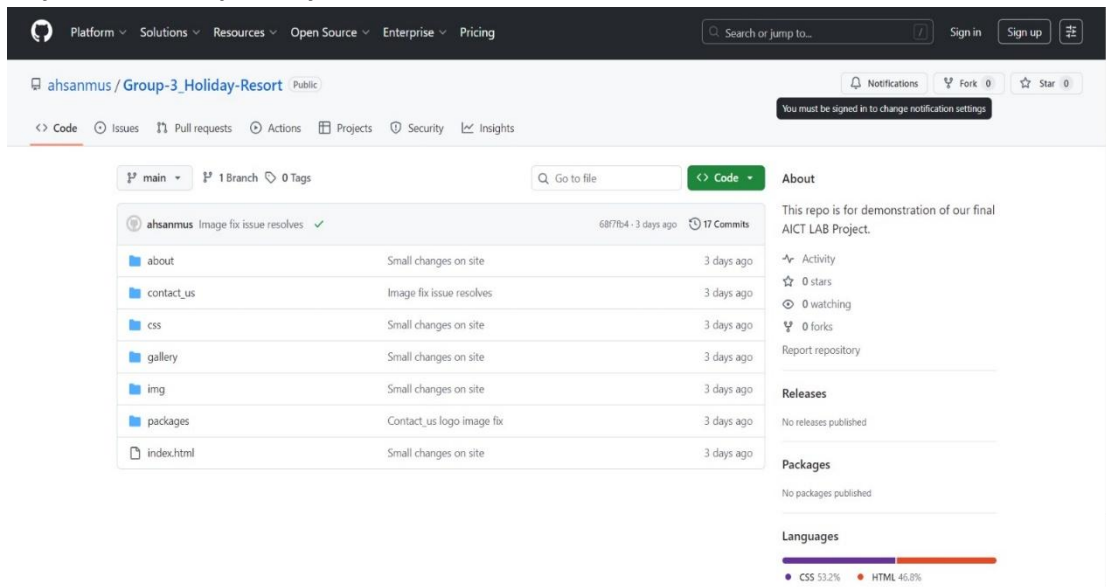 Platform Solutions Resources Open Source Enterprise Pricing Search or jump to... / Sign in Sign up
ahsanmus / Group-3_Holiday-Resort Public Notifications Fork 0 Star 0
You must be signed in to change notification settings
Code Issues Pull requests Actions Projects Security Insights
main 1 Branch 0 Tags Go to file Code
ahsanmus Image fix issue resolves 68f7fb4 · 3 days ago 17 Commits
about Small changes on site 3 days ago
contact_us Image fix issue resolves 3 days ago
css Small changes on site 3 days ago
gallery Small changes on site 3 days ago
img Small changes on site 3 days ago
packages Contact_us logo image fix 3 days ago
index.html Small changes on site 3 days ago
About
This repo is for demonstration of our final
AICT LAB Project.
Activity
0 stars
0 watching
0 forks
Report repository
Releases
No releases published
Packages
No packages published
Languages
CSS 53.2% HTML 46.8%